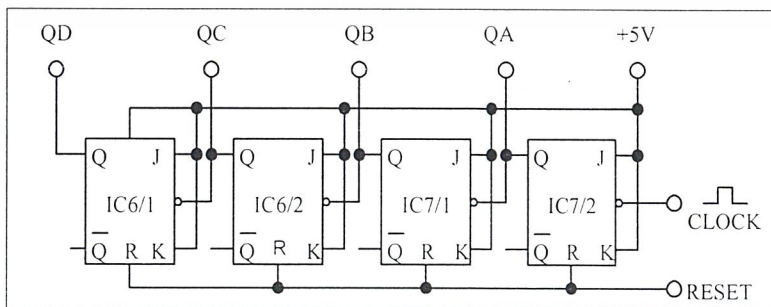 QD QC QB QA +5V
Q J Q J Q J Q J
IC6/1 IC6/2 IC7/1 IC7/2
CLOCK
Q̅ R K Q̅ R K Q̅ R K Q̅ R K
RESET